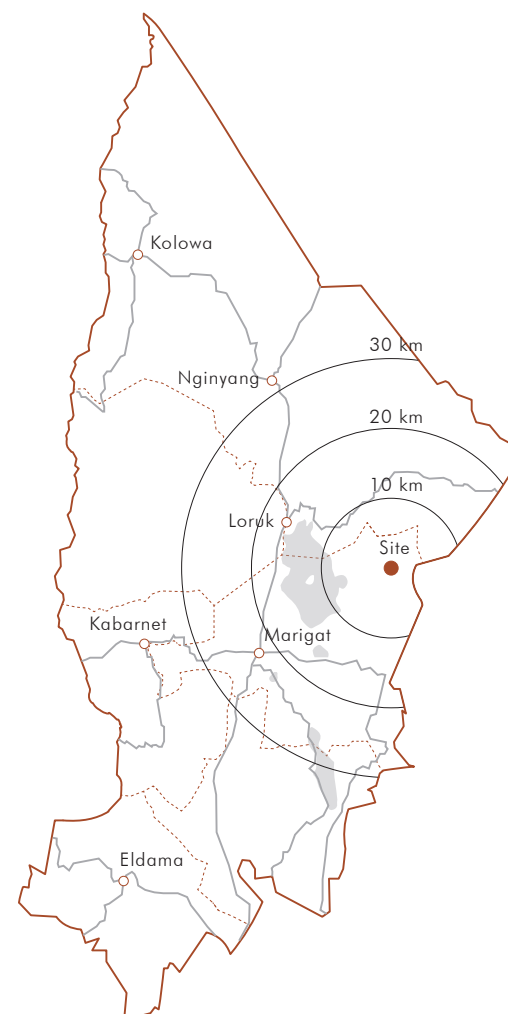 Kolowa
30 km
Nginyang
20 km
10 km
Loruk
Site
Kabarnet
Marigat
Eldama